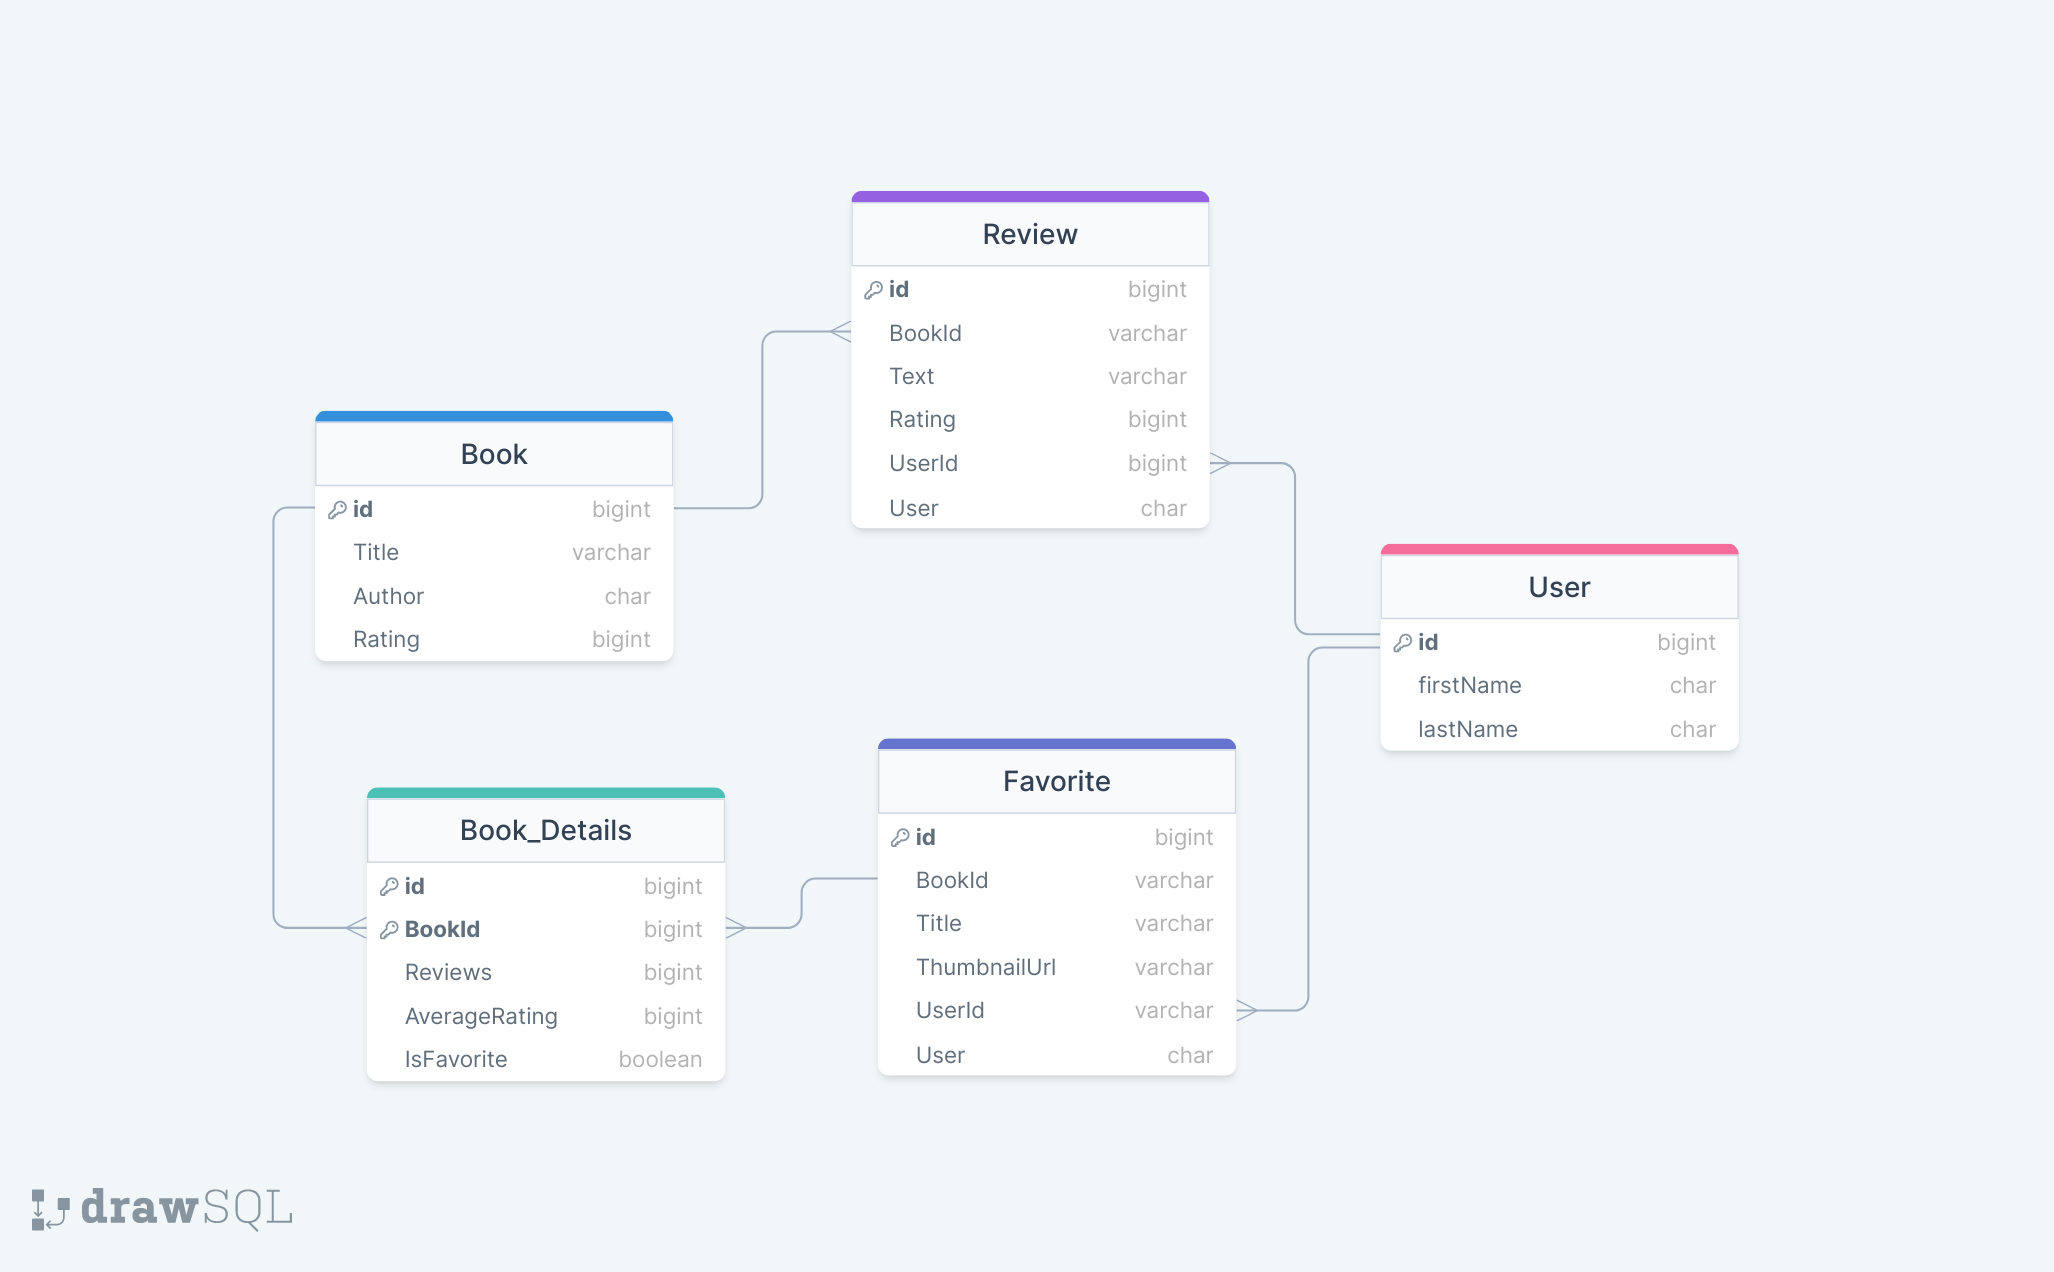 Review
id bigint
BookId varchar
Text varchar
Rating bigint
UserId bigint
User char
Book
id bigint
Title varchar
Author char
Rating bigint
User
id bigint
firstName char
lastName char
Favorite
id bigint
BookId varchar
Title varchar
ThumbnailUrl varchar
UserId varchar
User char
Book_Details
id bigint
BookId bigint
Reviews bigint
AverageRating bigint
IsFavorite boolean
drawSQL